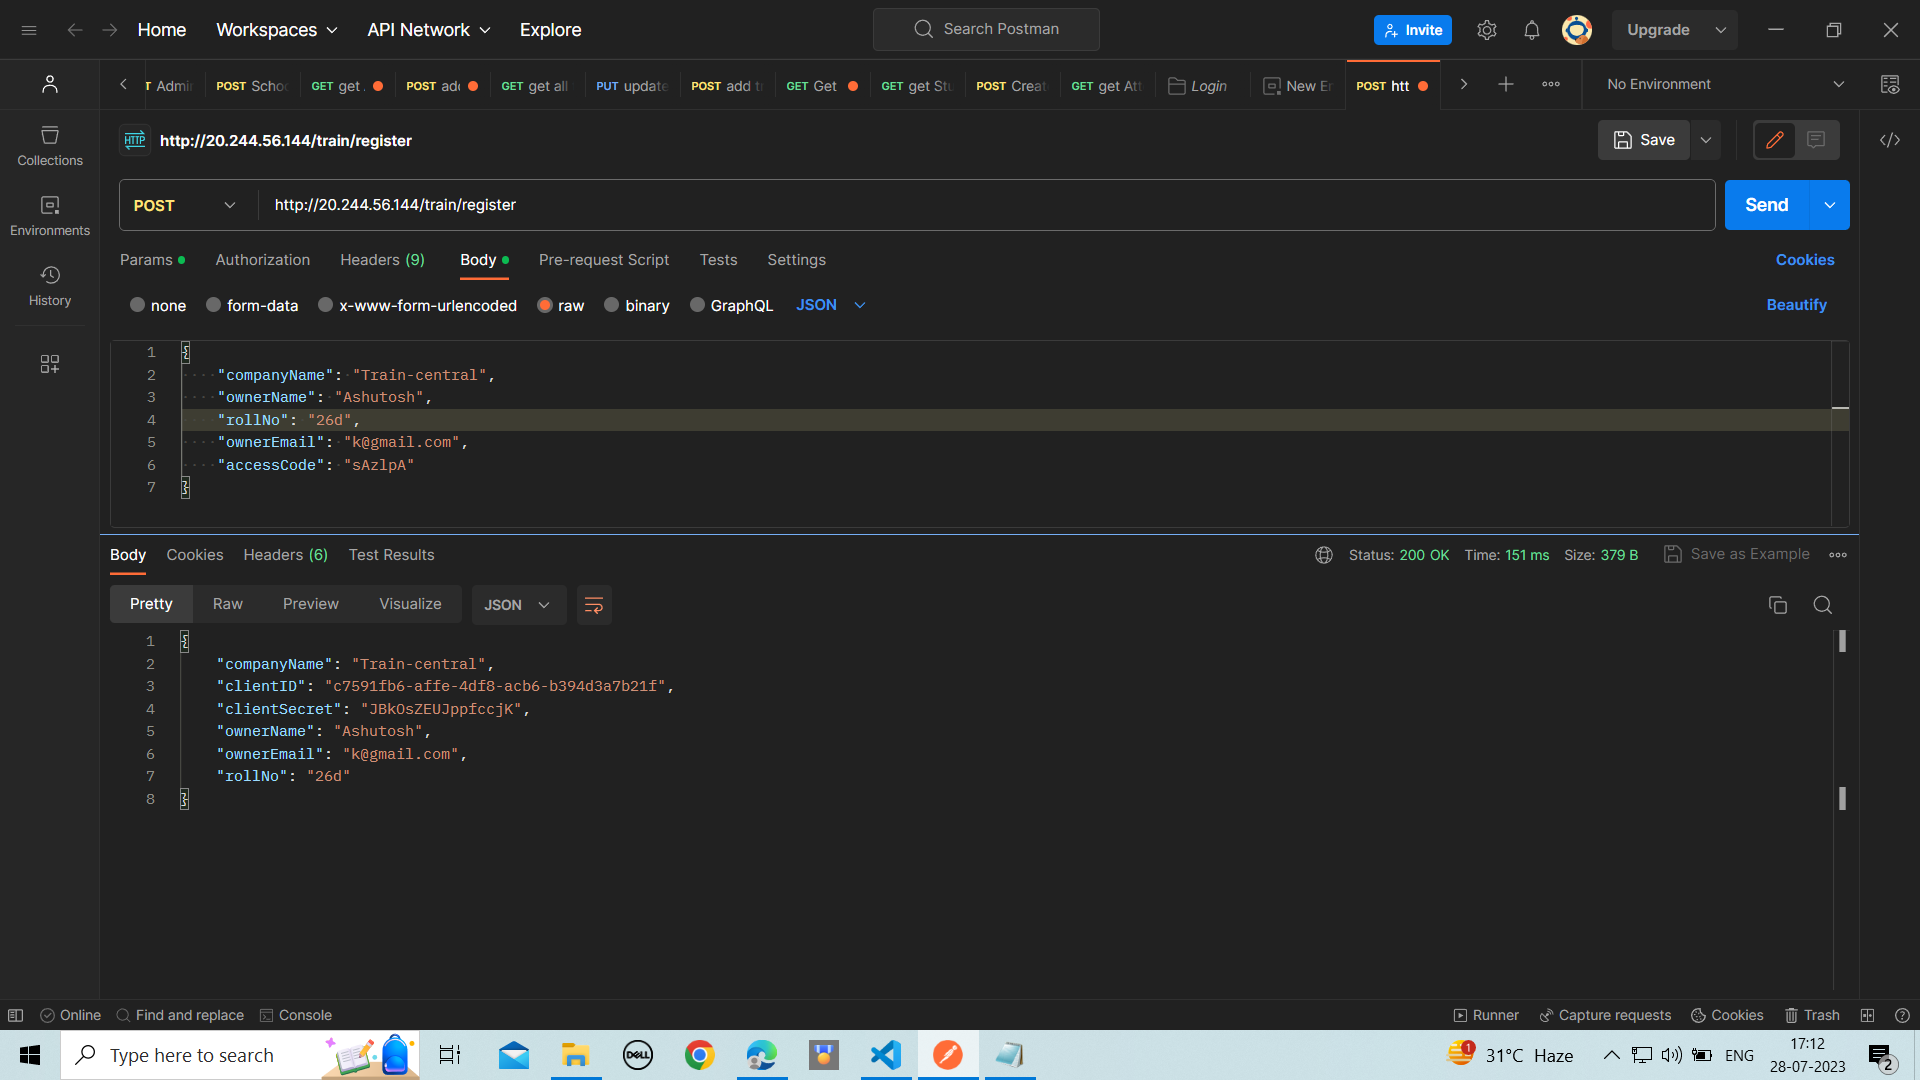 Home Workspaces API Network Explore Search Postman Invite Upgrade
Admi POST Scho GET get POST add GET get all PUT update POST add GET Get GET get Stu POST Creat GET get Att Login New POST htt No Environment
HTTP http://20.244.56.144/train/register Save
Collections
POST http://20.244.56.144/train/register Send
Environments
Params Authorization Headers (9) Body Pre-request Script Tests Settings Cookies
History
none form-data x-www-form-urlencoded raw binary GraphQL JSON Beautify
1 {
2 "companyName": "Train-central",
3 "ownerName": "Ashutosh",
4 "rollNo": "26d",
5 "ownerEmail": "k@gmail.com",
6 "accessCode": "sAzlpA"
7 }
Body Cookies Headers (6) Test Results Status: 200 OK Time: 151 ms Size: 379 B Save as Example
Pretty Raw Preview Visualize JSON
1 {
2 "companyName": "Train-central",
3 "clientID": "c7591fb6-affe-4df8-acb6-b394d3a7b21f",
4 "clientSecret": "JBkOsZEUJppfccjK",
5 "ownerName": "Ashutosh",
6 "ownerEmail": "k@gmail.com",
7 "rollNo": "26d"
8 }
Online Find and replace Console Runner Capture requests Cookies Trash
Type here to search DELL 1 31°C Haze ENG 17:12
28-07-2023 2